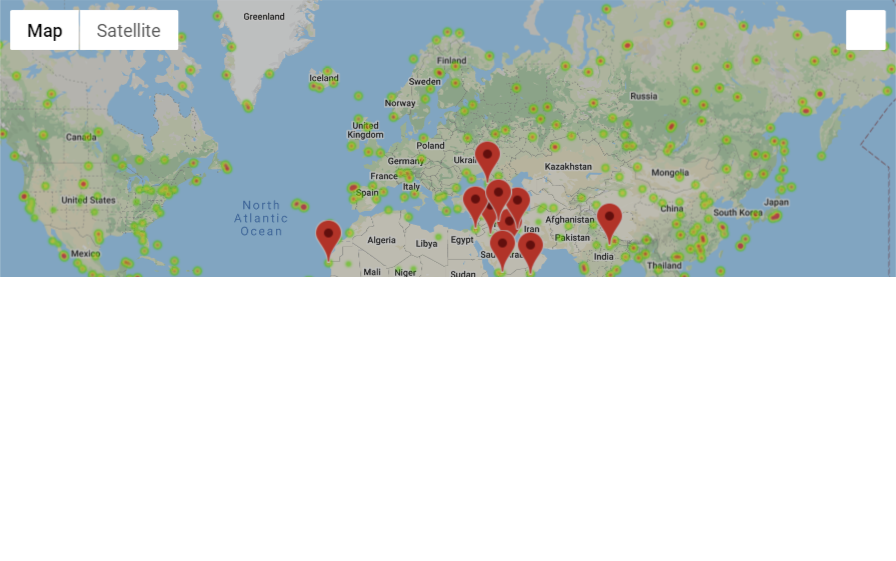 Map
Satellite
Greenland
Iceland
Finland
Sweden
Norway
Russia
United
Kingdom
Canada
Poland
Germany
Ukrai
Kazakhstan
France
Mongolia
Italy
Spain
United States
North
Atlantic
Ocean
China
Japan
South Korea
Afghanistan
Iran
Algeria
Libya
Egypt
Pakistan
Mexico
Sau
India
Thailand
Mali
Niger
Sudan